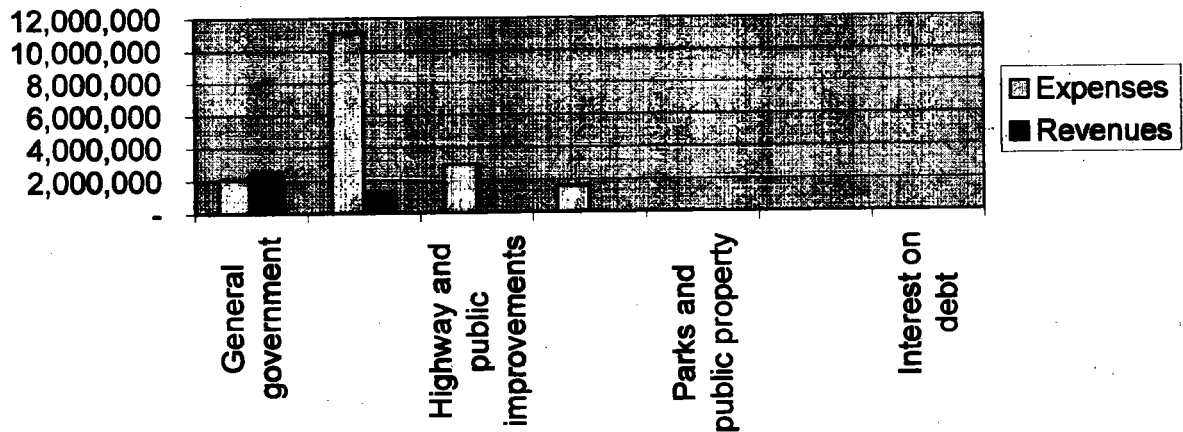 12,000,000
10,000,000
8,000,000
6,000,000
4,000,000
2,000,000
-
Expenses
Revenues
General
government
Highway and
public
improvements
Parks and
public property
Interest on
debt